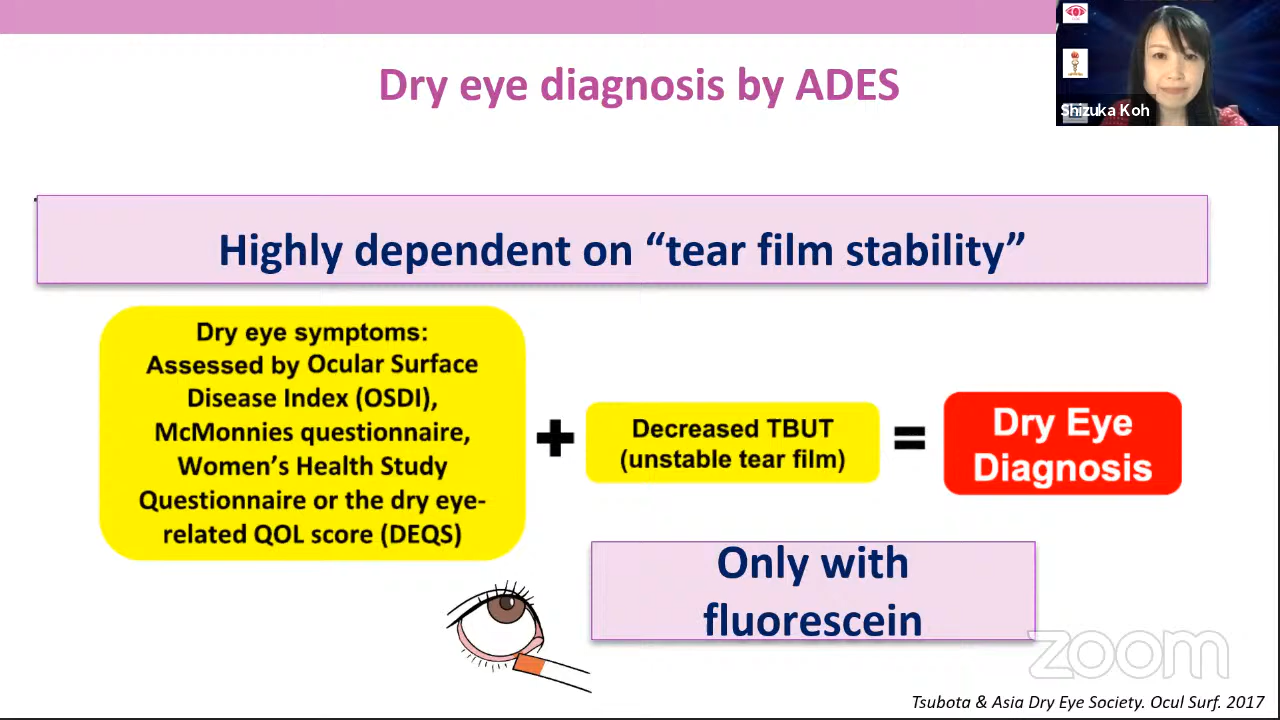 Dry eye diagnosis by ADES
Shizuka Koh
Highly dependent on “tear film stability”
Dry eye symptoms:
Assessed by Ocular Surface
Disease Index (OSDI),
McMonnies questionnaire,
Women’s Health Study
Questionnaire or the dry eye-
related QOL score (DEQS)
+
Decreased TBUT
(unstable tear film)
=
Dry Eye
Diagnosis
Only with
fluorescein
zoom
Tsubota & Asia Dry Eye Society. Ocul Surf. 2017